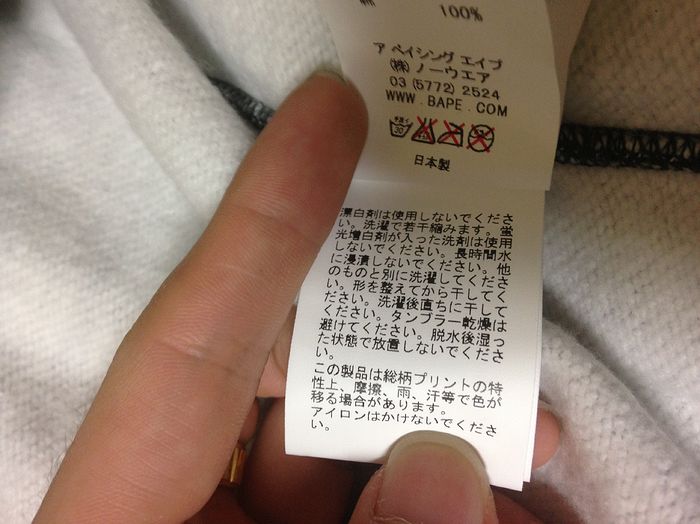 綿 100%
ア ベイシング エイプ
(株) ノーウエア
03 (5772) 2524
WWW.BAPE.COM
30
日本製
漂白剤は使用しないでくださ
い。洗濯で若干縮みます。蛍
光増白剤が入った洗剤は使用
しないでください。長時間水
に浸漬しないでください。他
のものと別に洗濯してくださ
い。形を整えてから干してく
ださい。洗濯後直ちに干して
ください。タンブラー乾燥は
避けてください。脱水後湿っ
た状態で放置しないでくださ
い。
この製品は総柄プリントの特
性上、摩擦、雨、汗等で色が
移る場合があります。
アイロンはかけないでくださ
い。